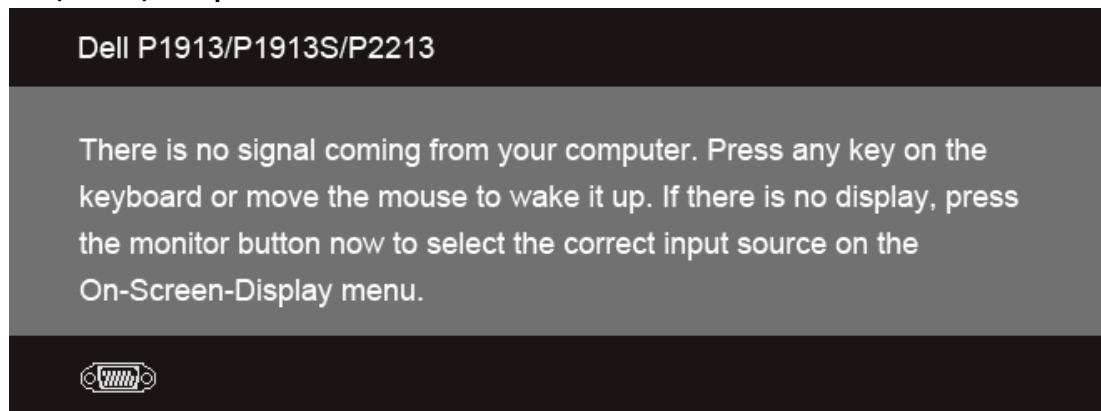 Dell P1913/P1913S/P2213
There is no signal coming from your computer. Press any key on the
keyboard or move the mouse to wake it up. If there is no display, press
the monitor button now to select the correct input source on the
On-Screen-Display menu.